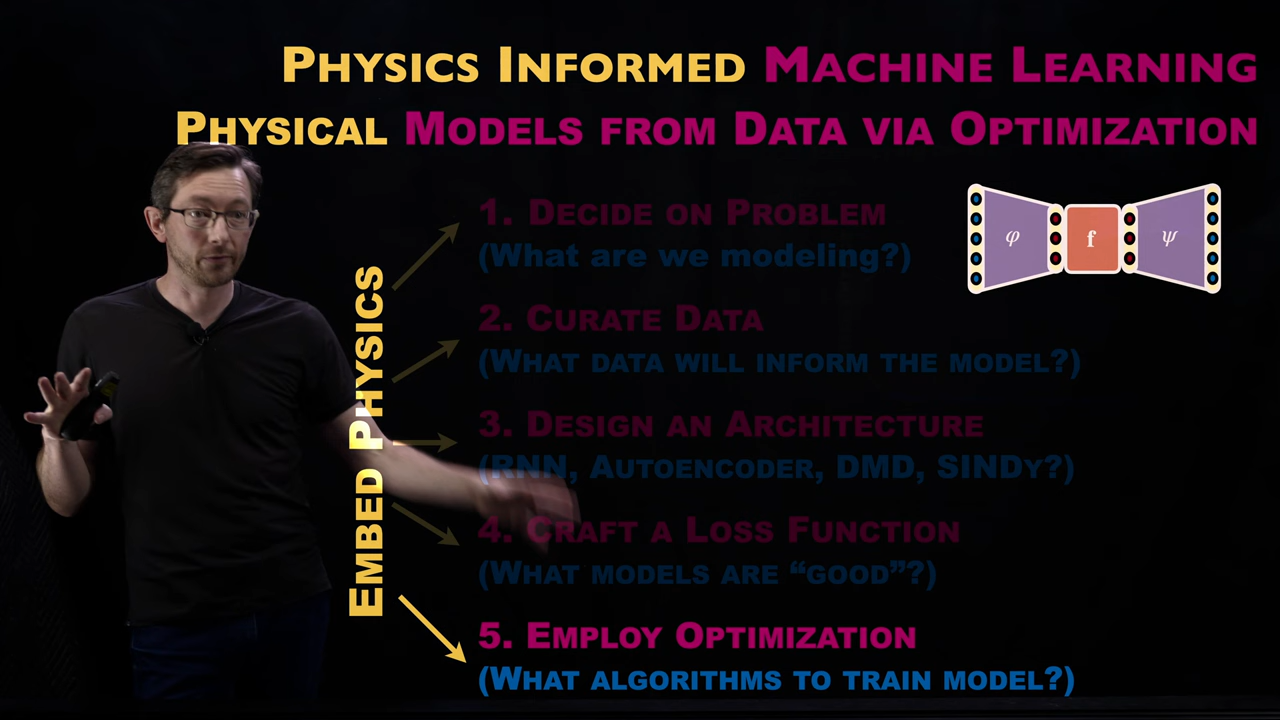 PHYSICS INFORMED MACHINE LEARNING
PHYSICAL MODELS FROM DATA VIA OPTIMIZATION
EMBED PHYSICS
1. DECIDE ON PROBLEM
(What are we modeling?)
2. CURATE DATA
(WHAT DATA WILL INFORM THE MODEL?)
3. DESIGN AN ARCHITECTURE
(RNN, AUTOENCODER, DMD, SINDY?)
4. CRAFT A LOSS FUNCTION
(WHAT MODELS ARE “GOOD”?)
5. EMPLOY OPTIMIZATION
(WHAT ALGORITHMS TO TRAIN MODEL?)
φ f ψ